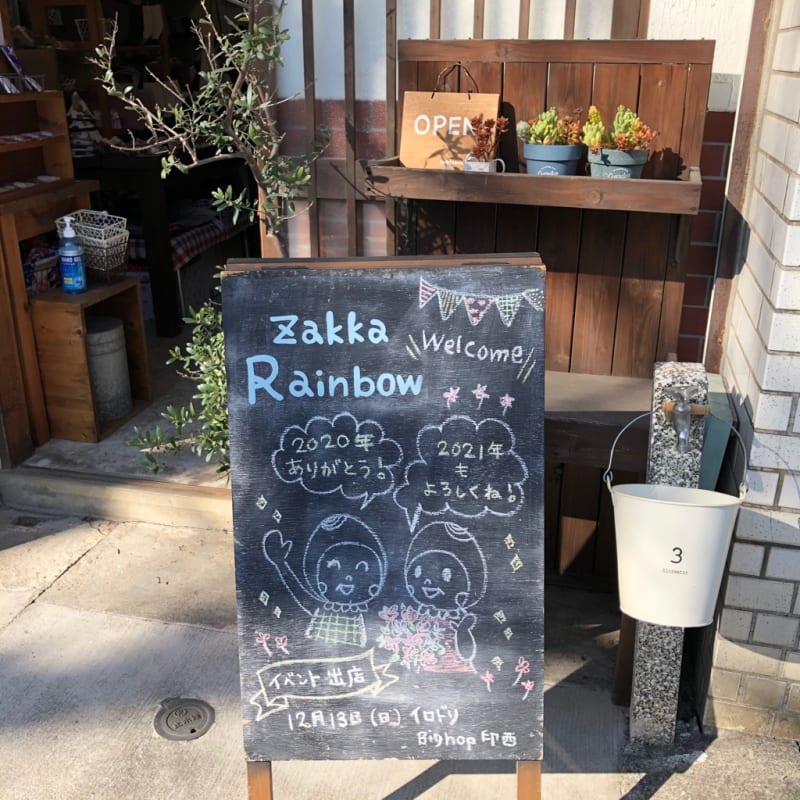 OPEN
Zakka
Rainbow
Welcome
2020年
ありがとう!
2021年
も
よろしくね!
イベント出店
12月13日(日) イロドリ
Bighop 印西
3